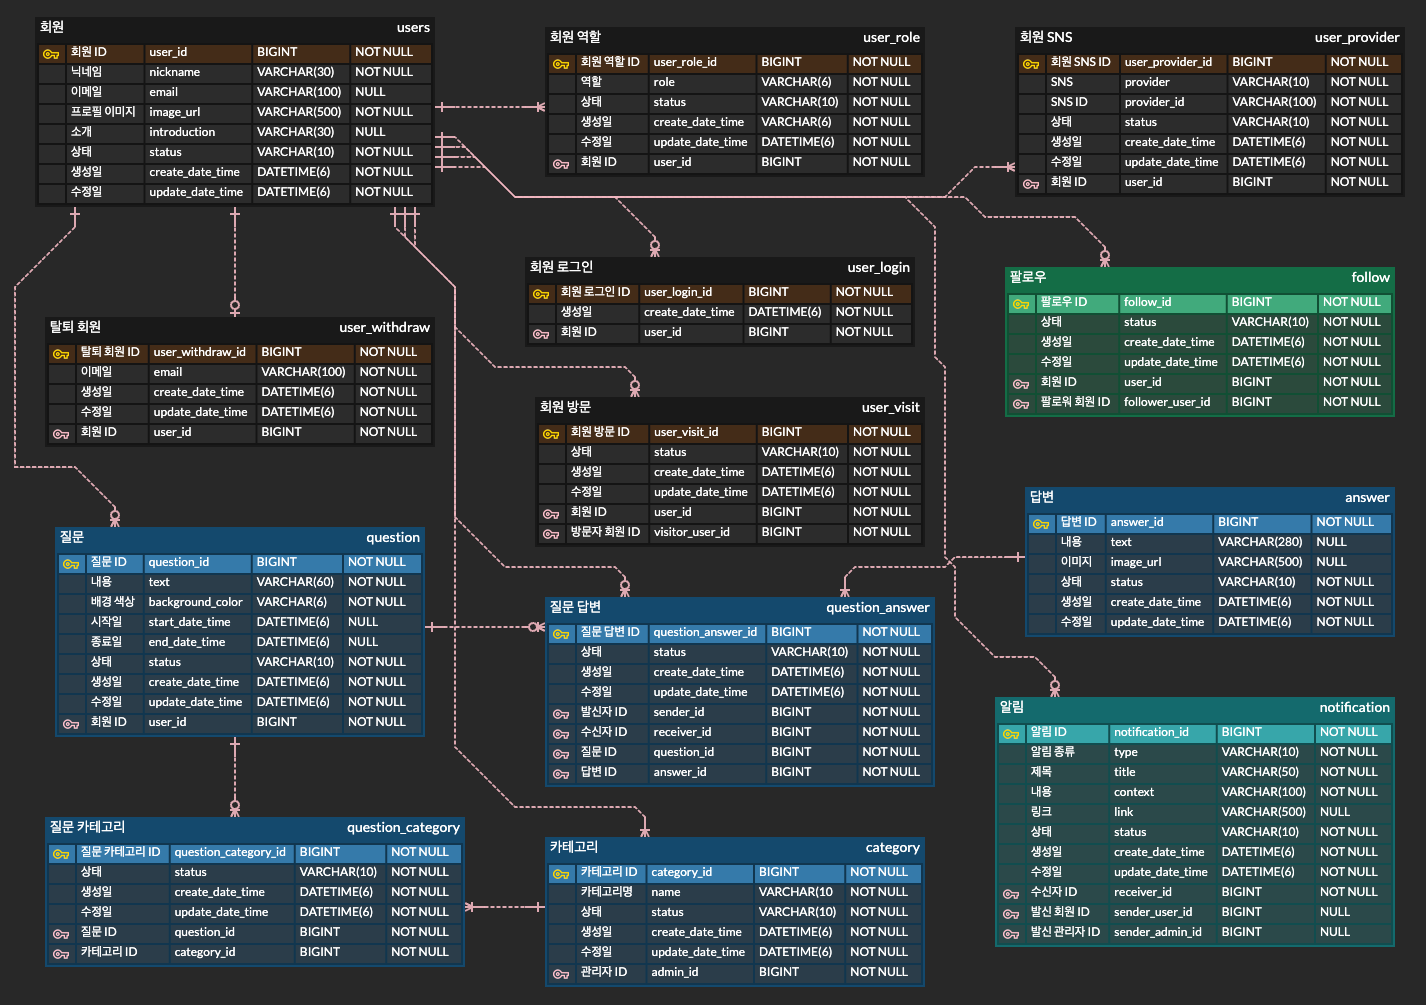 회원 users
회원 ID user_id BIGINT NOT NULL
닉네임 nickname VARCHAR(30) NOT NULL
이메일 email VARCHAR(100) NULL
프로필 이미지 image_url VARCHAR(500) NOT NULL
소개 introduction VARCHAR(30) NULL
상태 status VARCHAR(10) NOT NULL
생성일 create_date_time DATETIME(6) NOT NULL
수정일 update_date_time DATETIME(6) NOT NULL
회원 역할 user_role
회원 역할 ID user_role_id BIGINT NOT NULL
역할 role VARCHAR(6) NOT NULL
상태 status VARCHAR(10) NOT NULL
생성일 create_date_time VARCHAR(6) NOT NULL
수정일 update_date_time DATETIME(6) NOT NULL
회원 ID user_id BIGINT NOT NULL
회원 SNS user_provider
회원 SNS ID user_provider_id BIGINT NOT NULL
SNS provider VARCHAR(10) NOT NULL
SNS ID provider_id VARCHAR(100) NOT NULL
상태 status VARCHAR(10) NOT NULL
생성일 create_date_time DATETIME(6) NOT NULL
수정일 update_date_time DATETIME(6) NOT NULL
회원 ID user_id BIGINT NOT NULL
회원 로그인 user_login
회원 로그인 ID user_login_id BIGINT NOT NULL
생성일 create_date_time DATETIME(6) NOT NULL
회원 ID user_id BIGINT NOT NULL
팔로우 follow
팔로우 ID follow_id BIGINT NOT NULL
상태 status VARCHAR(10) NOT NULL
생성일 create_date_time DATETIME(6) NOT NULL
수정일 update_date_time DATETIME(6) NOT NULL
회원 ID user_id BIGINT NOT NULL
팔로워 회원 ID follower_user_id BIGINT NOT NULL
탈퇴 회원 user_withdraw
탈퇴 회원 ID user_withdraw_id BIGINT NOT NULL
이메일 email VARCHAR(100) NOT NULL
생성일 create_date_time DATETIME(6) NOT NULL
수정일 update_date_time DATETIME(6) NOT NULL
회원 ID user_id BIGINT NOT NULL
회원 방문 user_visit
회원 방문 ID user_visit_id BIGINT NOT NULL
상태 status VARCHAR(10) NOT NULL
생성일 create_date_time DATETIME(6) NOT NULL
수정일 update_date_time DATETIME(6) NOT NULL
회원 ID user_id BIGINT NOT NULL
방문자 회원 ID visitor_user_id BIGINT NOT NULL
답변 answer
답변 ID answer_id BIGINT NOT NULL
내용 text VARCHAR(280) NULL
이미지 image_url VARCHAR(500) NULL
상태 status VARCHAR(10) NOT NULL
생성일 create_date_time DATETIME(6) NOT NULL
수정일 update_date_time DATETIME(6) NOT NULL
질문 question
질문 ID question_id BIGINT NOT NULL
내용 text VARCHAR(60) NOT NULL
배경 색상 background_color VARCHAR(6) NOT NULL
시작일 start_date_time DATETIME(6) NULL
종료일 end_date_time DATETIME(6) NULL
상태 status VARCHAR(10) NOT NULL
생성일 create_date_time DATETIME(6) NOT NULL
수정일 update_date_time DATETIME(6) NOT NULL
회원 ID user_id BIGINT NOT NULL
질문 답변 question_answer
질문 답변 ID question_answer_id BIGINT NOT NULL
상태 status VARCHAR(10) NOT NULL
생성일 create_date_time DATETIME(6) NOT NULL
수정일 update_date_time DATETIME(6) NOT NULL
발신자 ID sender_id BIGINT NOT NULL
수신자 ID receiver_id BIGINT NOT NULL
질문 ID question_id BIGINT NOT NULL
답변 ID answer_id BIGINT NOT NULL
알림 notification
알림 ID notification_id BIGINT NOT NULL
알림 종류 type VARCHAR(10) NOT NULL
제목 title VARCHAR(50) NOT NULL
내용 context VARCHAR(100) NOT NULL
링크 link VARCHAR(500) NULL
상태 status VARCHAR(10) NOT NULL
생성일 create_date_time DATETIME(6) NOT NULL
수정일 update_date_time DATETIME(6) NOT NULL
수신자 ID receiver_id BIGINT NOT NULL
발신 회원 ID sender_user_id BIGINT NULL
발신 관리자 ID sender_admin_id BIGINT NULL
질문 카테고리 question_category
질문 카테고리 ID question_category_id BIGINT NOT NULL
상태 status VARCHAR(10) NOT NULL
생성일 create_date_time DATETIME(6) NOT NULL
수정일 update_date_time DATETIME(6) NOT NULL
질문 ID question_id BIGINT NOT NULL
카테고리 ID category_id BIGINT NOT NULL
카테고리 category
카테고리 ID category_id BIGINT NOT NULL
카테고리명 name VARCHAR(10 NOT NULL
상태 status VARCHAR(10) NOT NULL
생성일 create_date_time DATETIME(6) NOT NULL
수정일 update_date_time DATETIME(6) NOT NULL
관리자 ID admin_id BIGINT NOT NULL